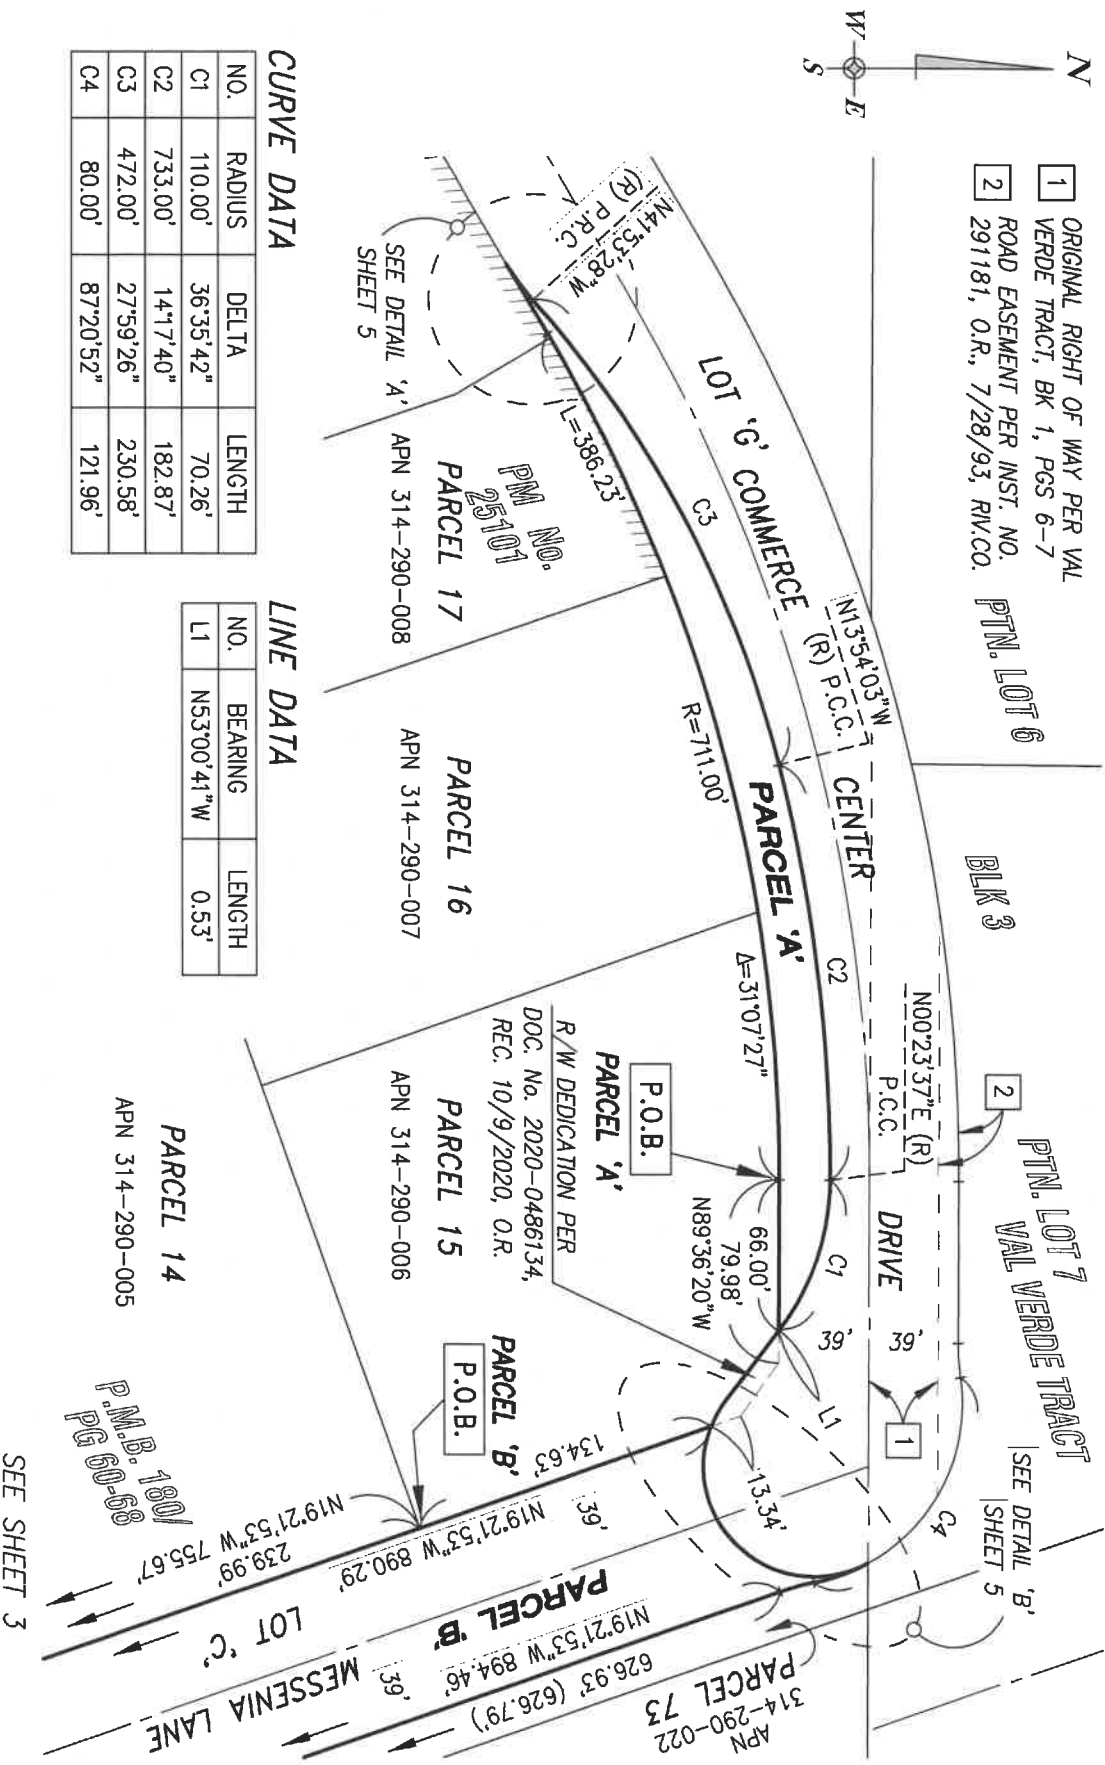 N
W
E
S
1 ORIGINAL RIGHT OF WAY PER VAL
VERDE TRACT, BK 1, PGS 6-7
2 ROAD EASEMENT PER INST. NO.
291181, O.R., 7/28/93, RIV.CO.
PTN. LOT 6
BLK 3
PTN. LOT 7
VAL VERDE TRACT
2
1
SEE DETAIL 'B'
SHEET 5
N41°53'28"W
(R) P.R.C.
LOT 'G' COMMERCE CENTER DRIVE
N13°54'03"W
(R) P.C.C.
N00°23'37"E (R)
P.C.C.
C3
C2
C1
C4
39'
39'
L1
13.34'
SEE DETAIL 'A'
SHEET 5
L=386.23'
R=711.00'
Δ=31°07'27"
PARCEL 'A'
66.00'
79.98'
N89°36'20"W
P.O.B.
PARCEL 'A'
R/W DEDICATION PER
DOC. No. 2020-0486134,
REC. 10/9/2020, O.R.
PM No.
25101
PARCEL 17
APN 314-290-008
PARCEL 16
APN 314-290-007
PARCEL 15
APN 314-290-006
PARCEL 14
APN 314-290-005
PARCEL 'B'
P.O.B.
134.63'
N19°21'53"W 890.29'
239.99'
N19°21'53"W 755.67'
39'
39'
LOT 'C'
PARCEL 'B'
MESSENIA LANE
N19°21'53"W 894.46'
626.93' (626.79')
PARCEL 73
314-290-022
APN
P.M.B. 180/
PG 60-68
SEE SHEET 3
CURVE DATA
NO. RADIUS DELTA LENGTH
C1 110.00' 36°35'42" 70.26'
C2 733.00' 14°17'40" 182.87'
C3 472.00' 27°59'26" 230.58'
C4 80.00' 87°20'52" 121.96'
LINE DATA
NO. BEARING LENGTH
L1 N53°00'41"W 0.53'